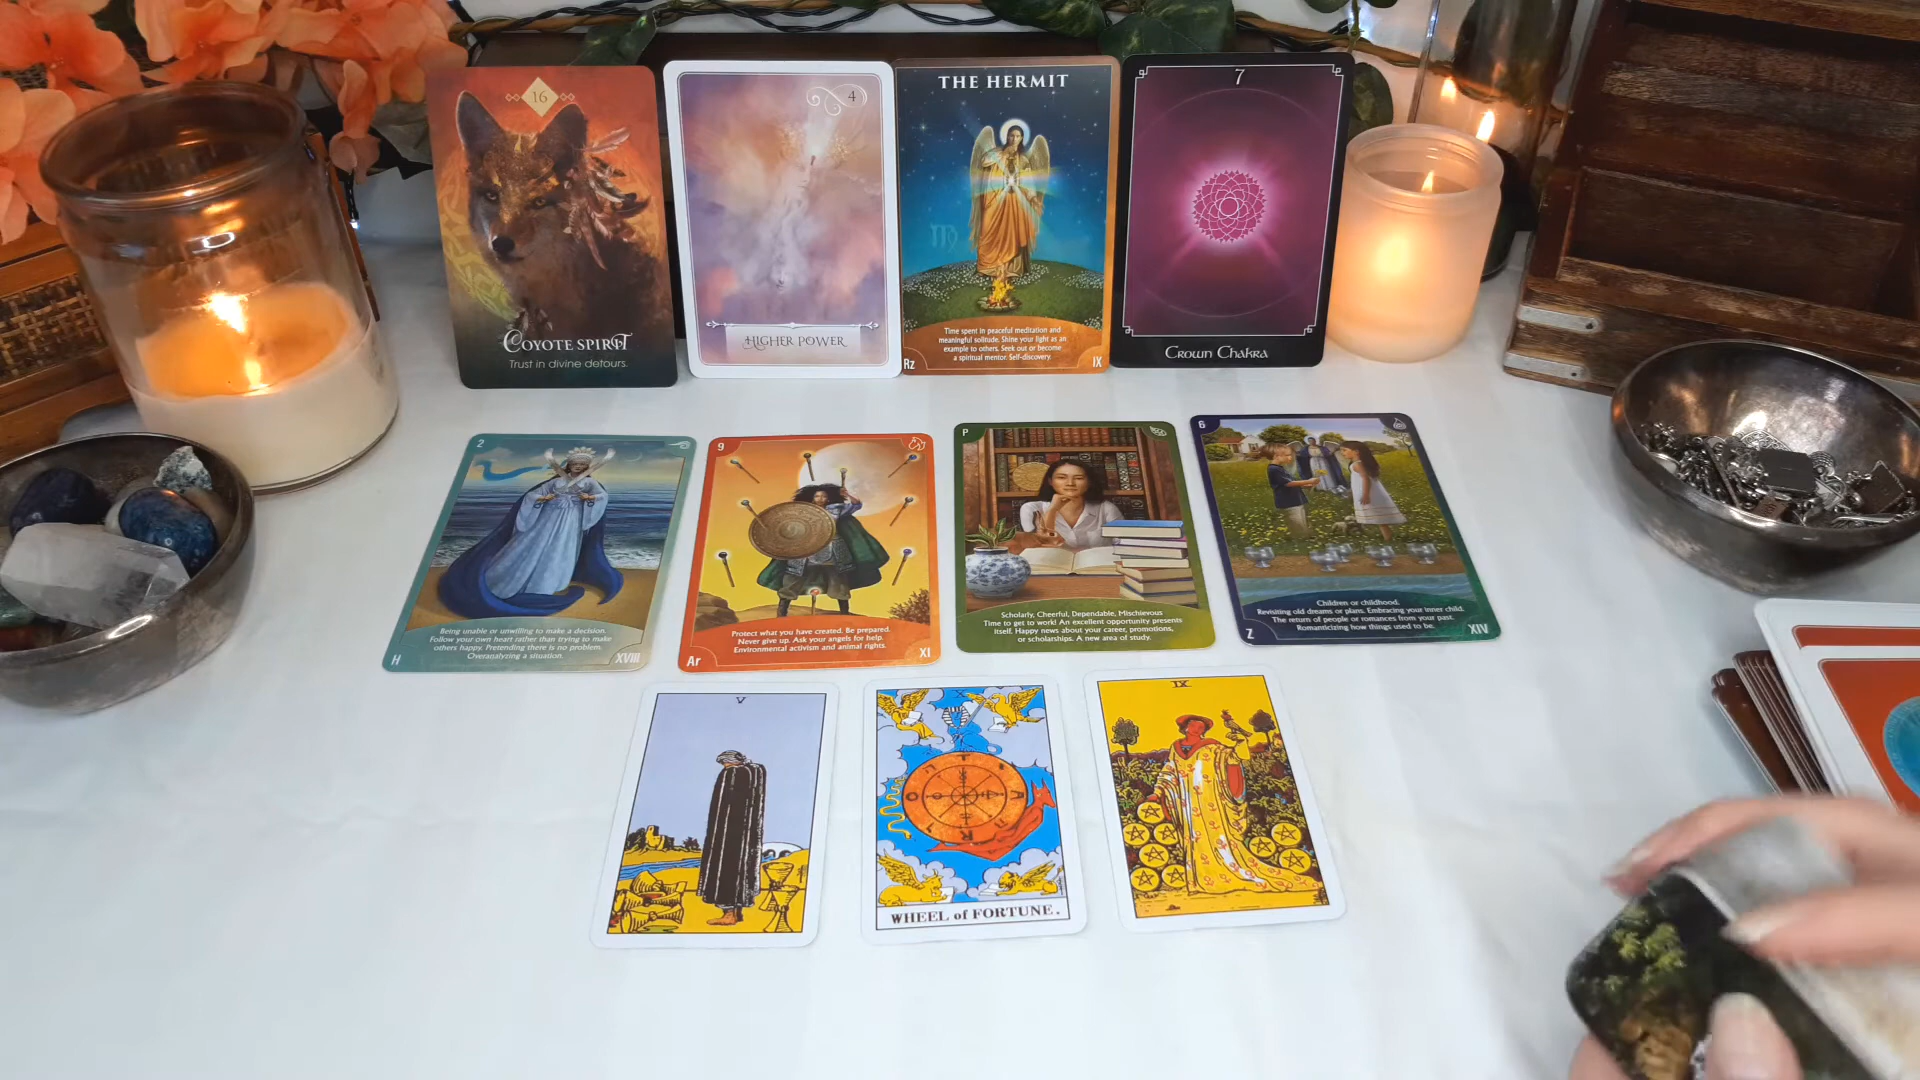 16
COYOTE SPIRIT
Trust in divine detours.
4
HIGHER POWER
THE HERMIT
Time spent in peaceful meditation and
meaningful solitude. Shine your light as an
example to others. Seek out or become
a spiritual mentor. Self-discovery
Rz
IX
7
Crown Chakra
2
Being unable or unwilling to make a decision.
Follow your own heart rather than trying to make
others happy. Pretending there is no problem.
Overanalyzing a situation.
H
XVIII
9
Protect what you have created. Be prepared.
Never give up. Ask your angels for help.
Environmental activism and animal rights.
Ar
XI
P
Scholarly, Cheerful, Dependable, Mischievous
Time to get to work! An excellent opportunity presents
itself. Happy news about your career, promotions,
or scholarships. A new area of study.
6
Children or childhood.
Revisiting old dreams or plans. Embracing your inner child.
The return of people or romances from your past.
Romanticizing how things used to be.
Z
XIV
V
X
WHEEL of FORTUNE.
IX